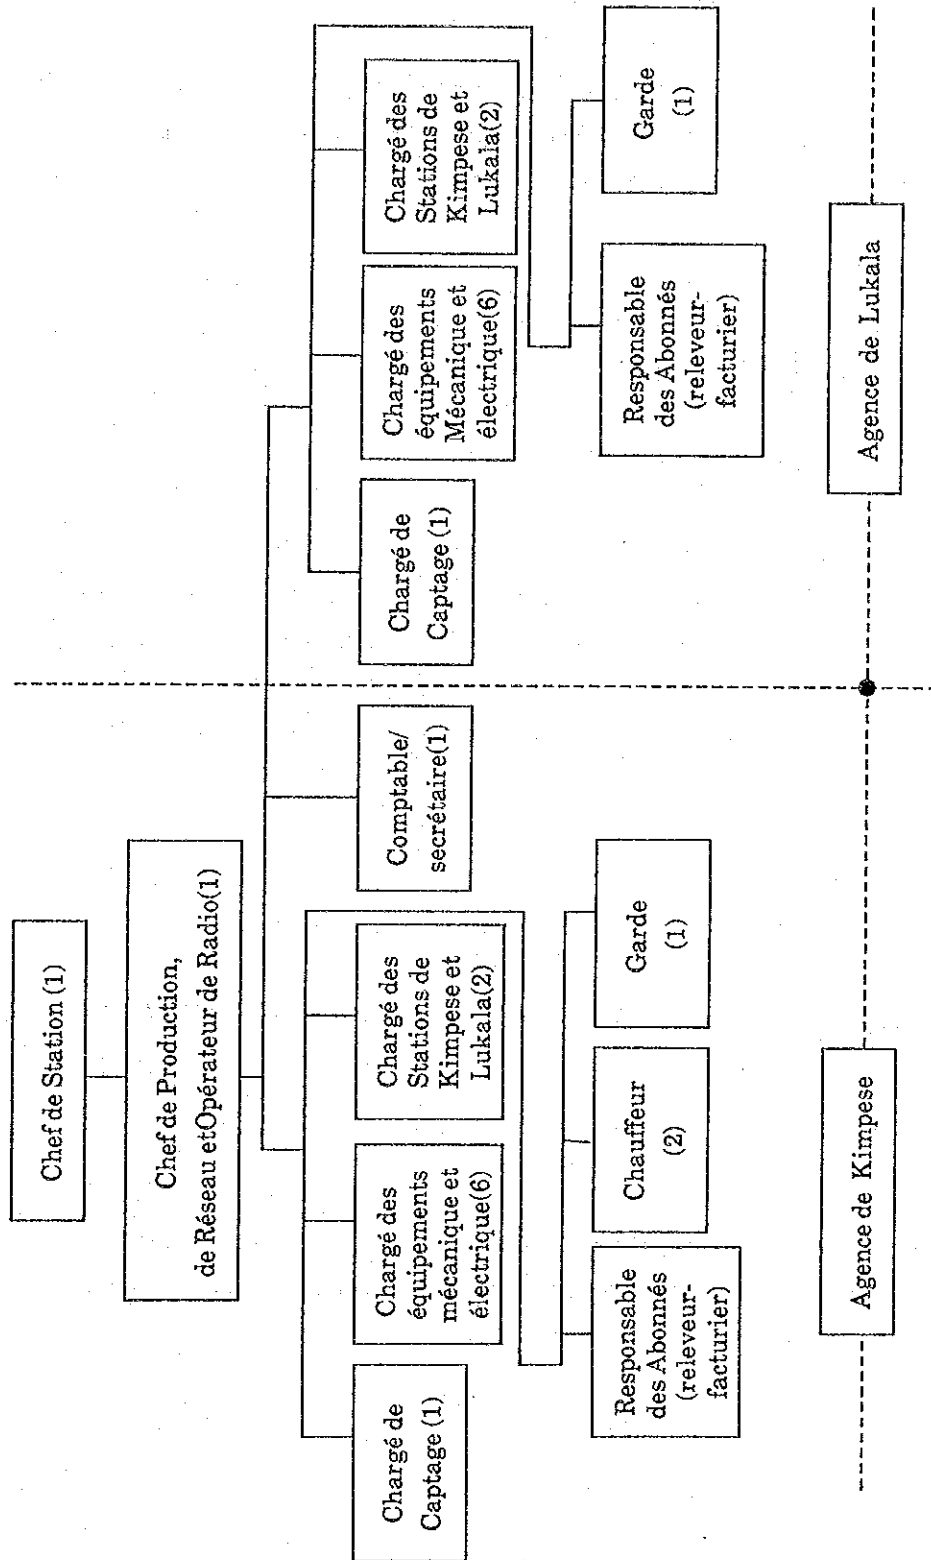 Chef de Station (1)
Chef de Production,
de Réseau etOpérateur de Radio(1)
Chargé de
Captage (1)
Chargé des
équipements
mécanique et
électrique(6)
Chargé des
Stations de
Kimpese et
Lukala(2)
Comptable/
secrétaire(1)
Chargé de
Captage (1)
Chargé des
équipements
Mécanique et
électrique(6)
Chargé des
Stations de
Kimpese et
Lukala(2)
Responsable
des Abonnés
(releveur-
facturier)
Chauffeur
(2)
Garde
(1)
Responsable
des Abonnés
(releveur-
facturier)
Garde
(1)
Agence de Kimpese
Agence de Lukala